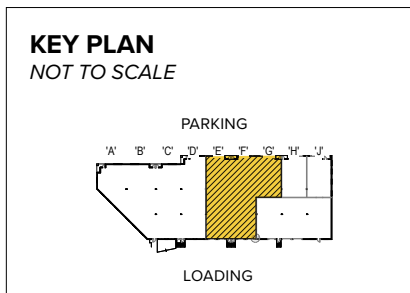 KEY PLAN
NOT TO SCALE
PARKING
'A' 'B' 'C' 'D' 'E' 'F' 'G' 'H' 'J'
LOADING